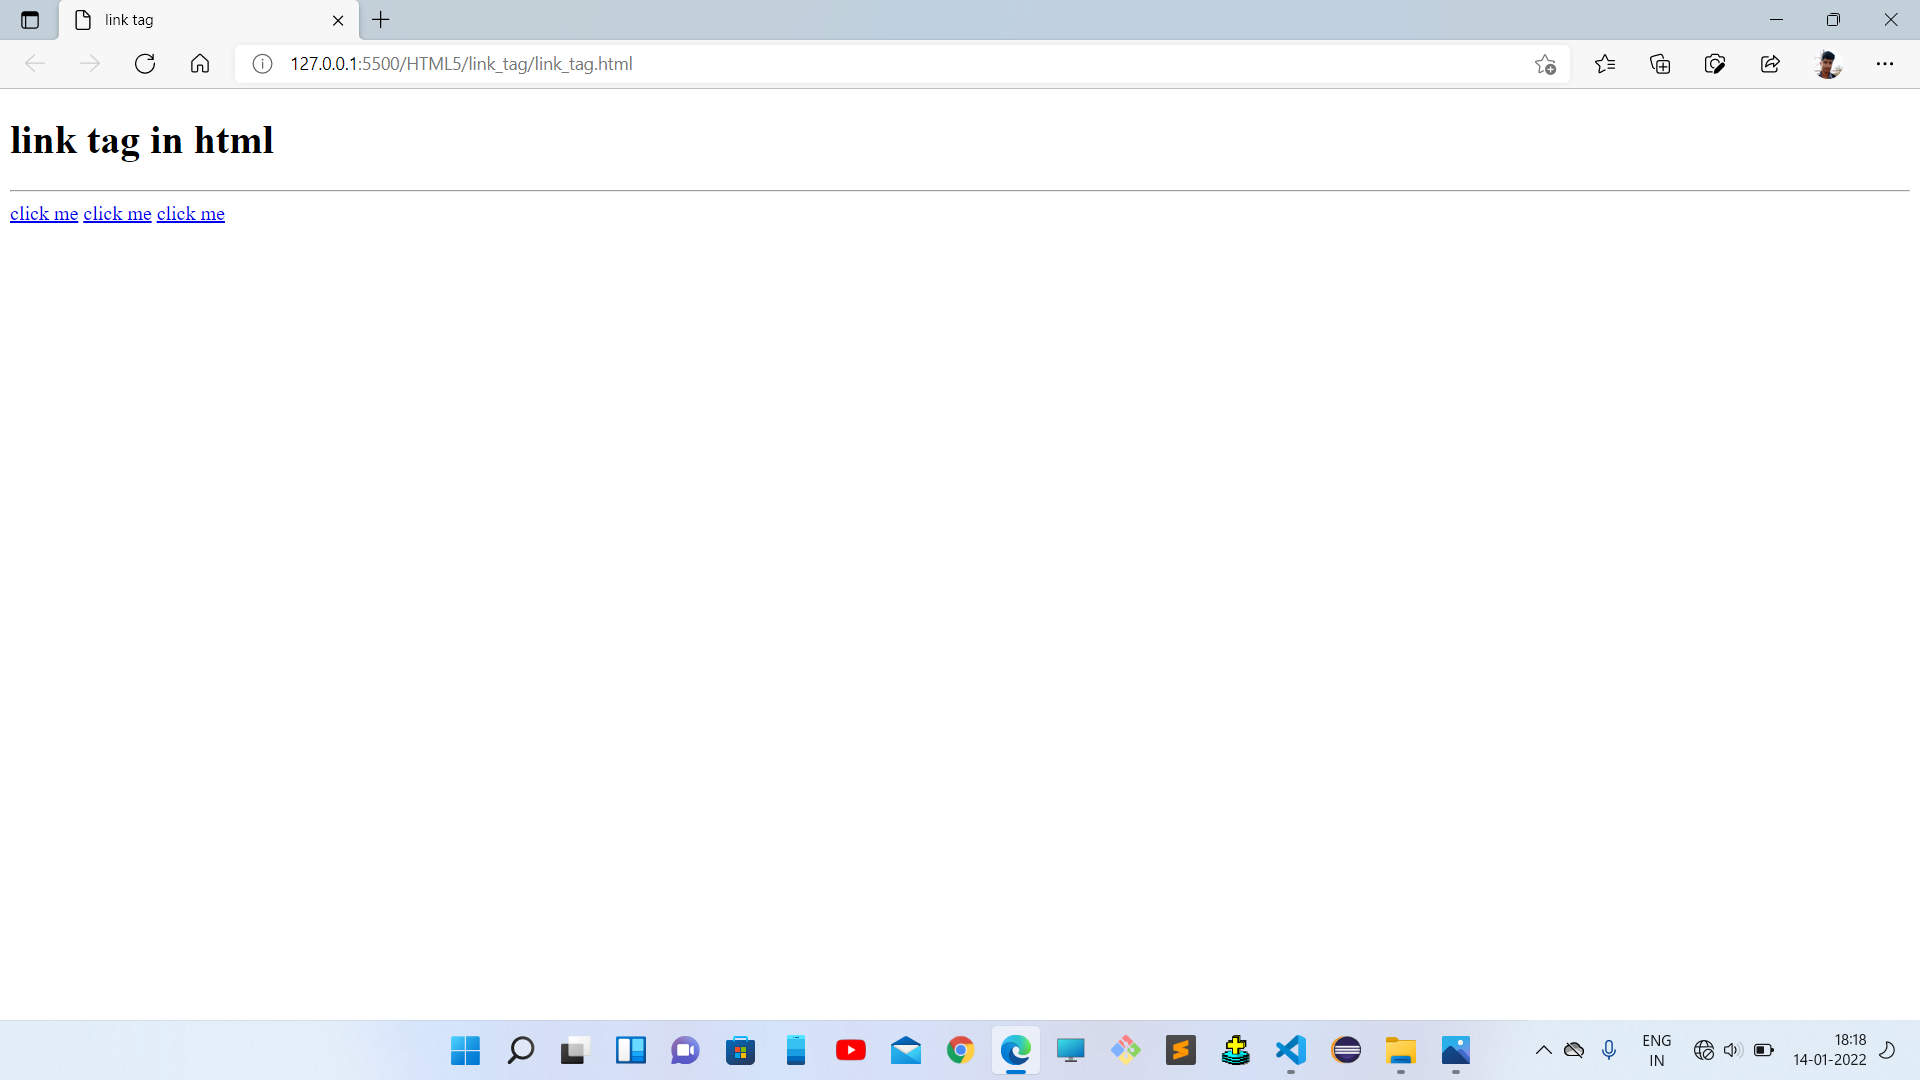 link tag
127.0.0.1:5500/HTML5/link_tag/link_tag.html
link tag in html
click me click me click me
ENG
IN
18:18
14-01-2022